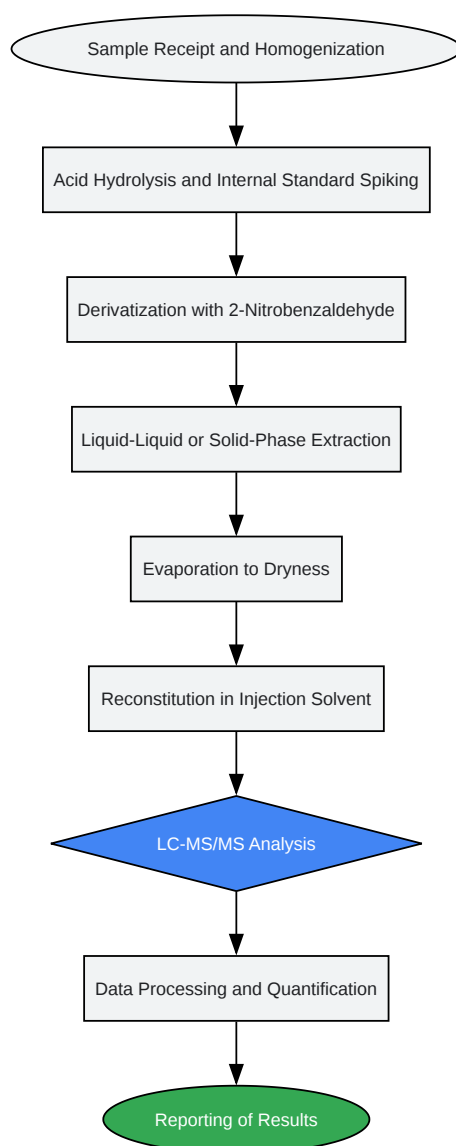 Sample Receipt and Homogenization
Acid Hydrolysis and Internal Standard Spiking
Derivatization with 2-Nitrobenzaldehyde
Liquid-Liquid or Solid-Phase Extraction
Evaporation to Dryness
Reconstitution in Injection Solvent
LC-MS/MS Analysis
Data Processing and Quantification
Reporting of Results